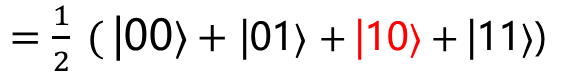 = 1/2 ( |00⟩ + |01⟩ + |10⟩ + |11⟩)